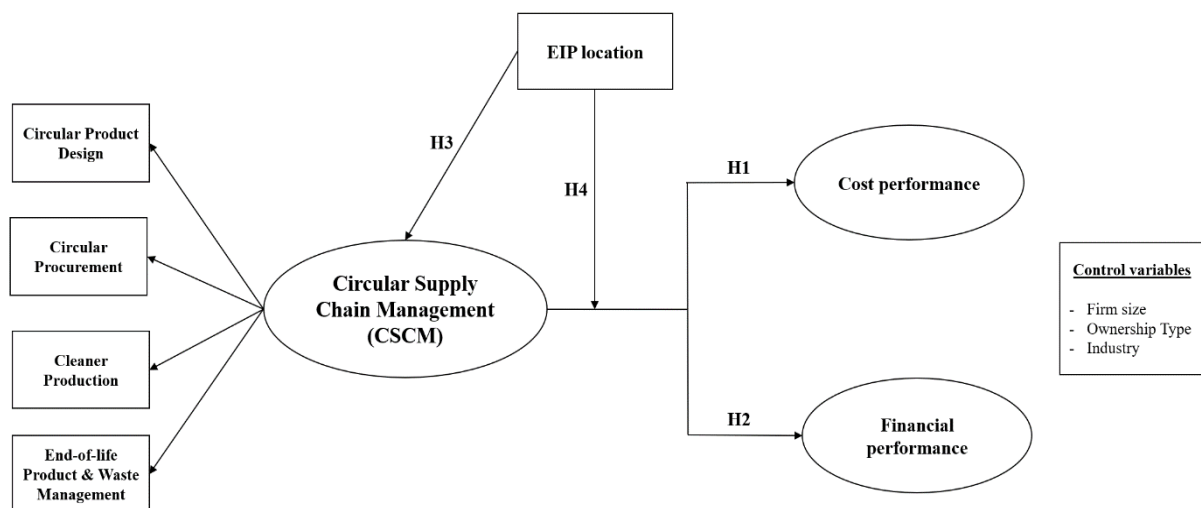 EIP location
Circular Product
Design
H3
H4
H1
Cost performance
Circular
Procurement
Circular Supply
Chain Management
(CSCM)
Control variables
- Firm size
- Ownership Type
- Industry
Cleaner
Production
H2
Financial
performance
End-of-life
Product & Waste
Management